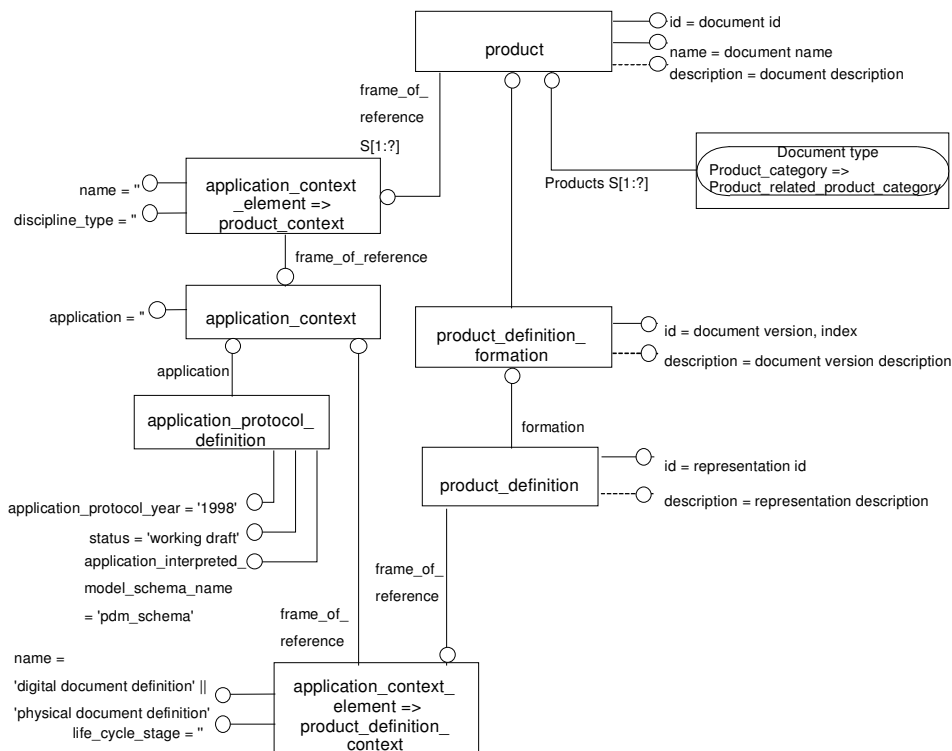 product
id = document id
name = document name
description = document description
frame_of_
reference
S[1:?]
Document type
Product_category =>
Product_related_product_category
Products S[1:?]
name = ''
discipline_type = ''
application_context
_element =>
product_context
frame_of_reference
application = ''
application_context
product_definition_
formation
id = document version, index
description = document version description
application
application_protocol_
definition
formation
product_definition
id = representation id
description = representation description
application_protocol_year = '1998'
status = 'working draft'
application_interpreted_
model_schema_name
= 'pdm_schema'
frame_of_
reference
frame_of_
reference
name =
'digital document definition' ||
'physical document definition'
life_cycle_stage = ''
application_context_
element =>
product_definition_
context